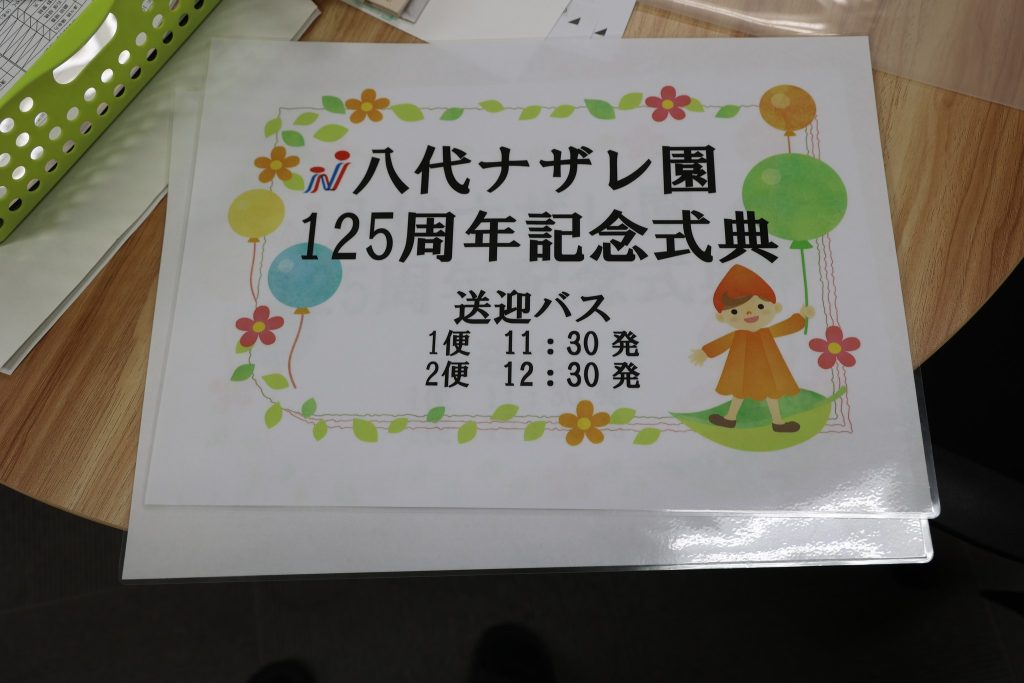 八代ナザレ園
125周年記念式典
送迎バス
1便 11：30 発
2便 12：30 発